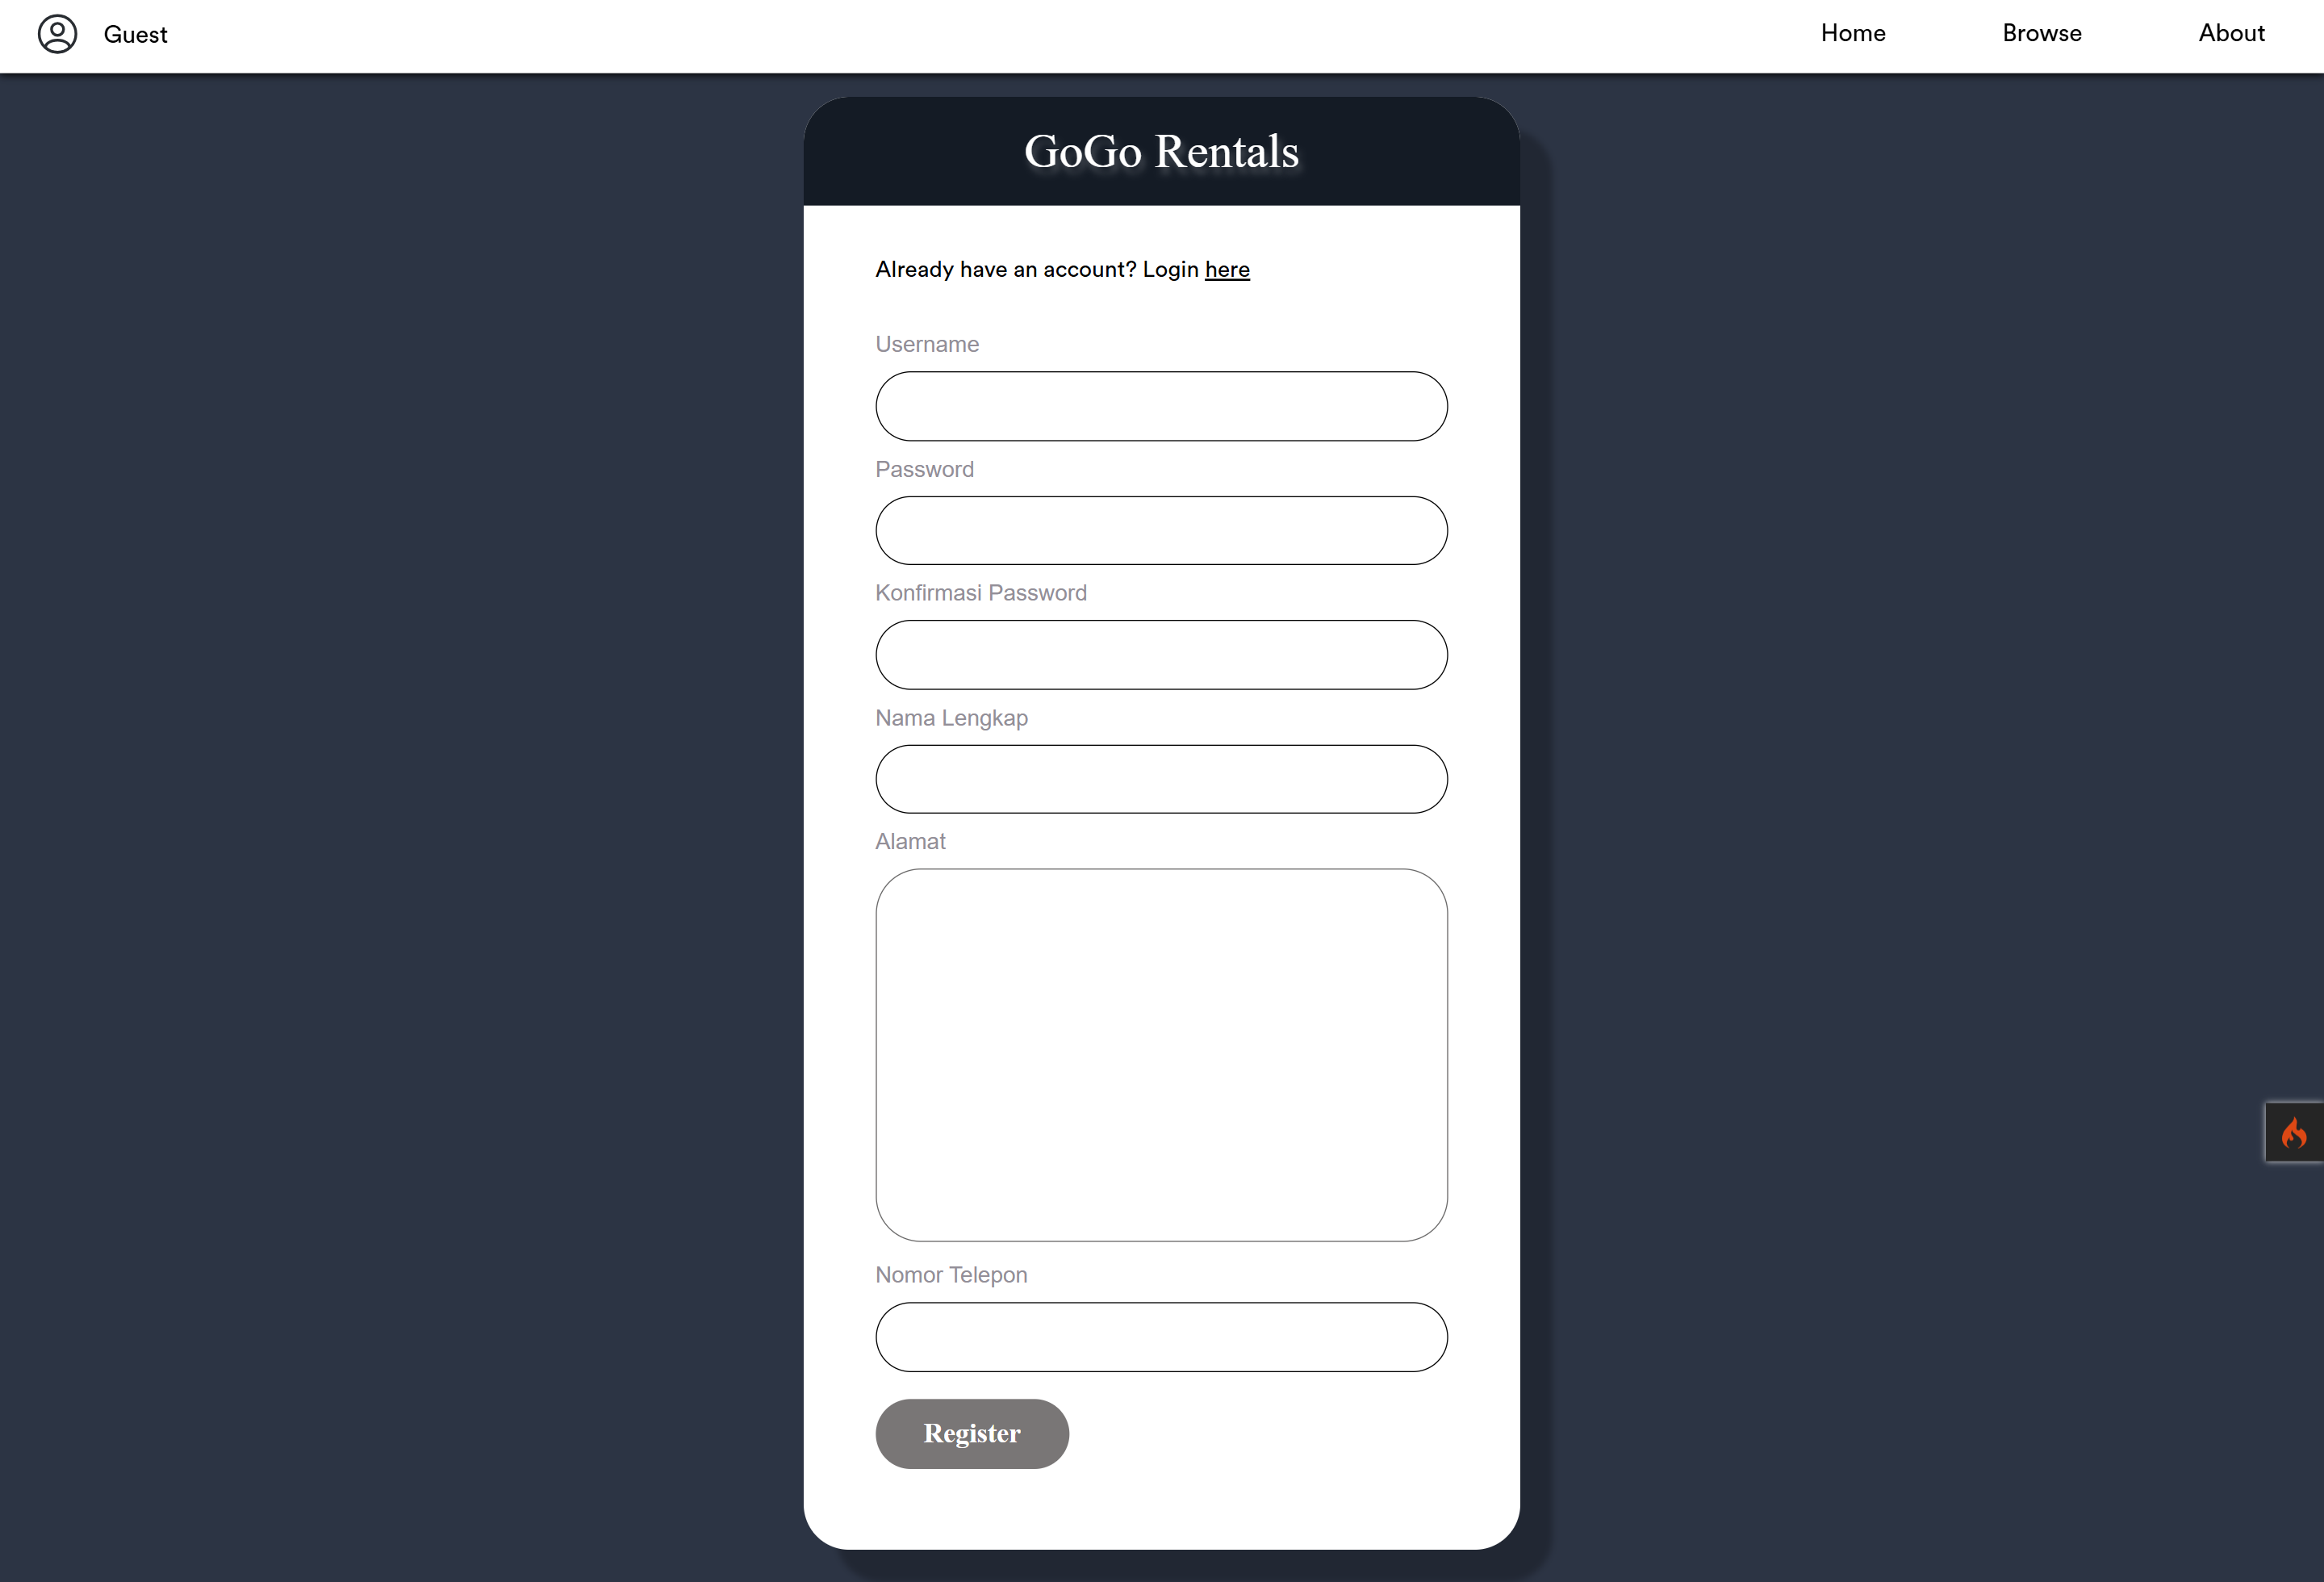 Guest
Home
Browse
About
GoGo Rentals
Already have an account? Login here
Username
Password
Konfirmasi Password
Nama Lengkap
Alamat
Nomor Telepon
Register